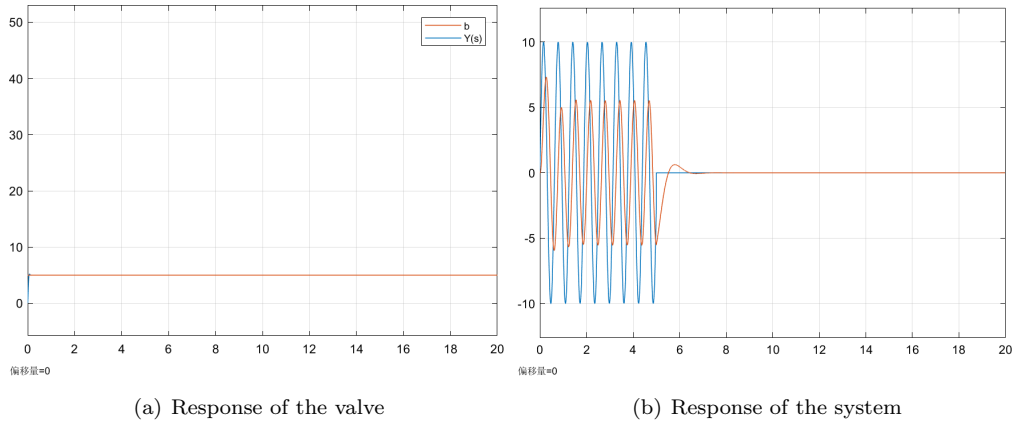 50
40
30
20
10
0
b
Y(s)
0 2 4 6 8 10 12 14 16 18 20
偏移量=0
(a) Response of the valve
10
5
0
-5
-10
0 2 4 6 8 10 12 14 16 18 20
偏移量=0
(b) Response of the system